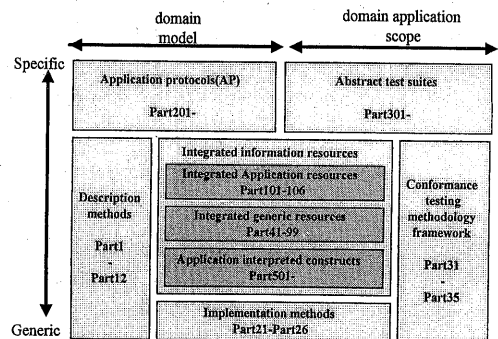 domain
model
domain application
scope
Specific
Application protocols(AP)
Part201-
Abstract test suites
Part301-
Description
methods
Part1
-
Part12
Integrated information resources
Integrated Application resources
Part101-106
Integrated generic resources
Part41-99
Application interpreted constructs
Part501-
Conformance
testing
methodology
framework
Part31
-
Part35
Implementation methods
Part21-Part26
Generic